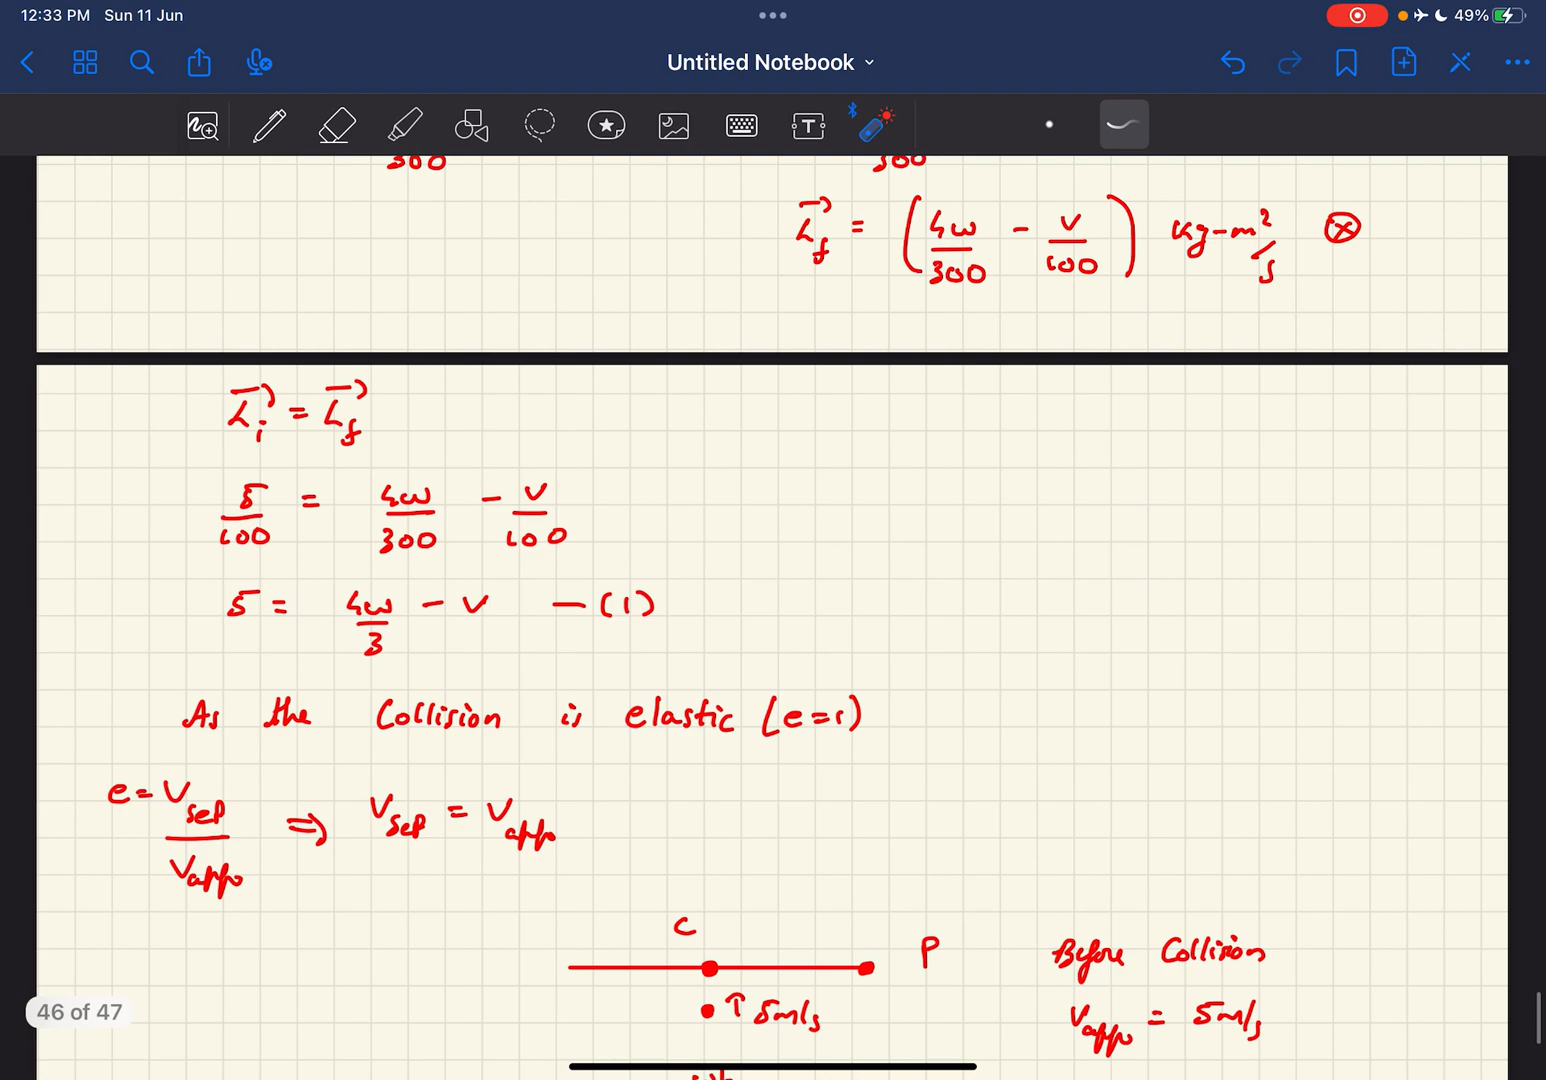 12:33 PM Sun 11 Jun
49%
Untitled Notebook
300 300
L_f = (4ω/300 - v/100) kg-m²/s ⊗
L_i = L_f
5/100 = 4ω/300 - v/100
5 = 4ω/3 - v — (1)
As the Collision is elastic (e=1)
e = V_sep/V_app ⇒ V_sep = V_app
C
P
Before Collision
↑ 5m/s
V_app = 5m/s
46 of 47